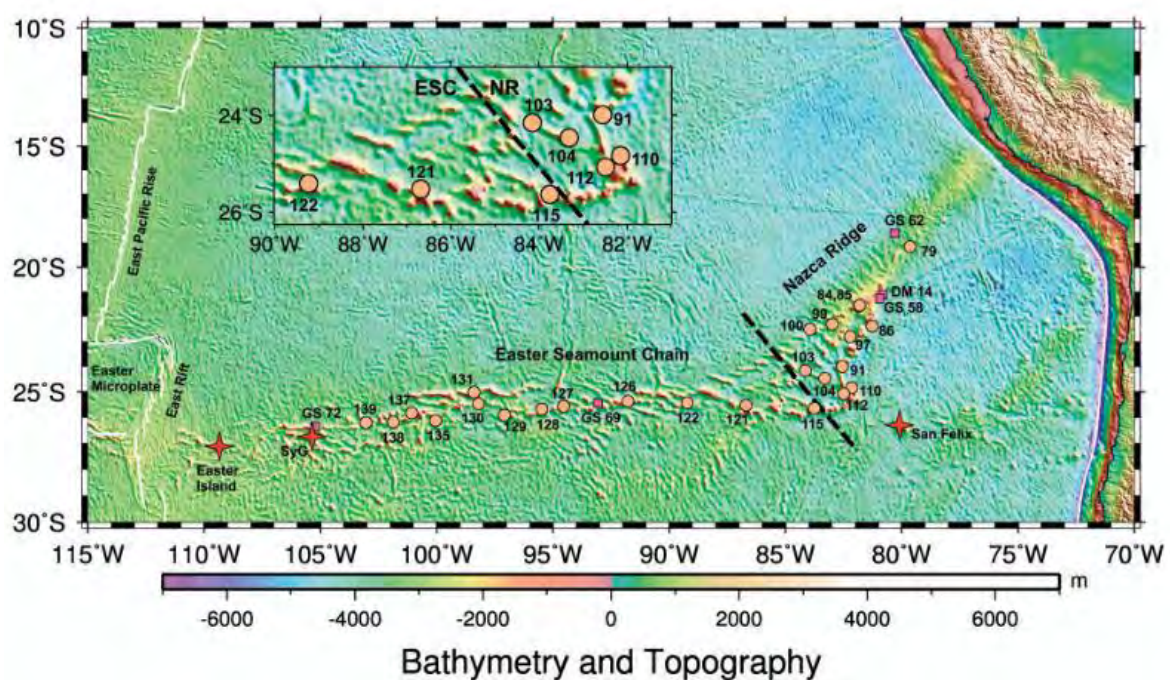 10°S
15°S
20°S
25°S
30°S
115°W
110°W
105°W
100°W
95°W
90°W
85°W
80°W
75°W
70°W
ESC
NR
24°S
26°S
90°W
88°W
86°W
84°W
82°W
103
91
104
110
112
121
122
115
East Pacific Rise
Easter
Microplate
East Rift
Easter Seamount Chain
Nazca Ridge
GS 62
79
DM 14
GS 58
84,85
99
100
86
97
103
91
104
110
112
115
121
122
126
GS 69
127
128
129
130
131
135
137
138
139
GS 72
SyG
Easter
Island
San Felix
-6000
-4000
-2000
0
2000
4000
6000
m
Bathymetry and Topography